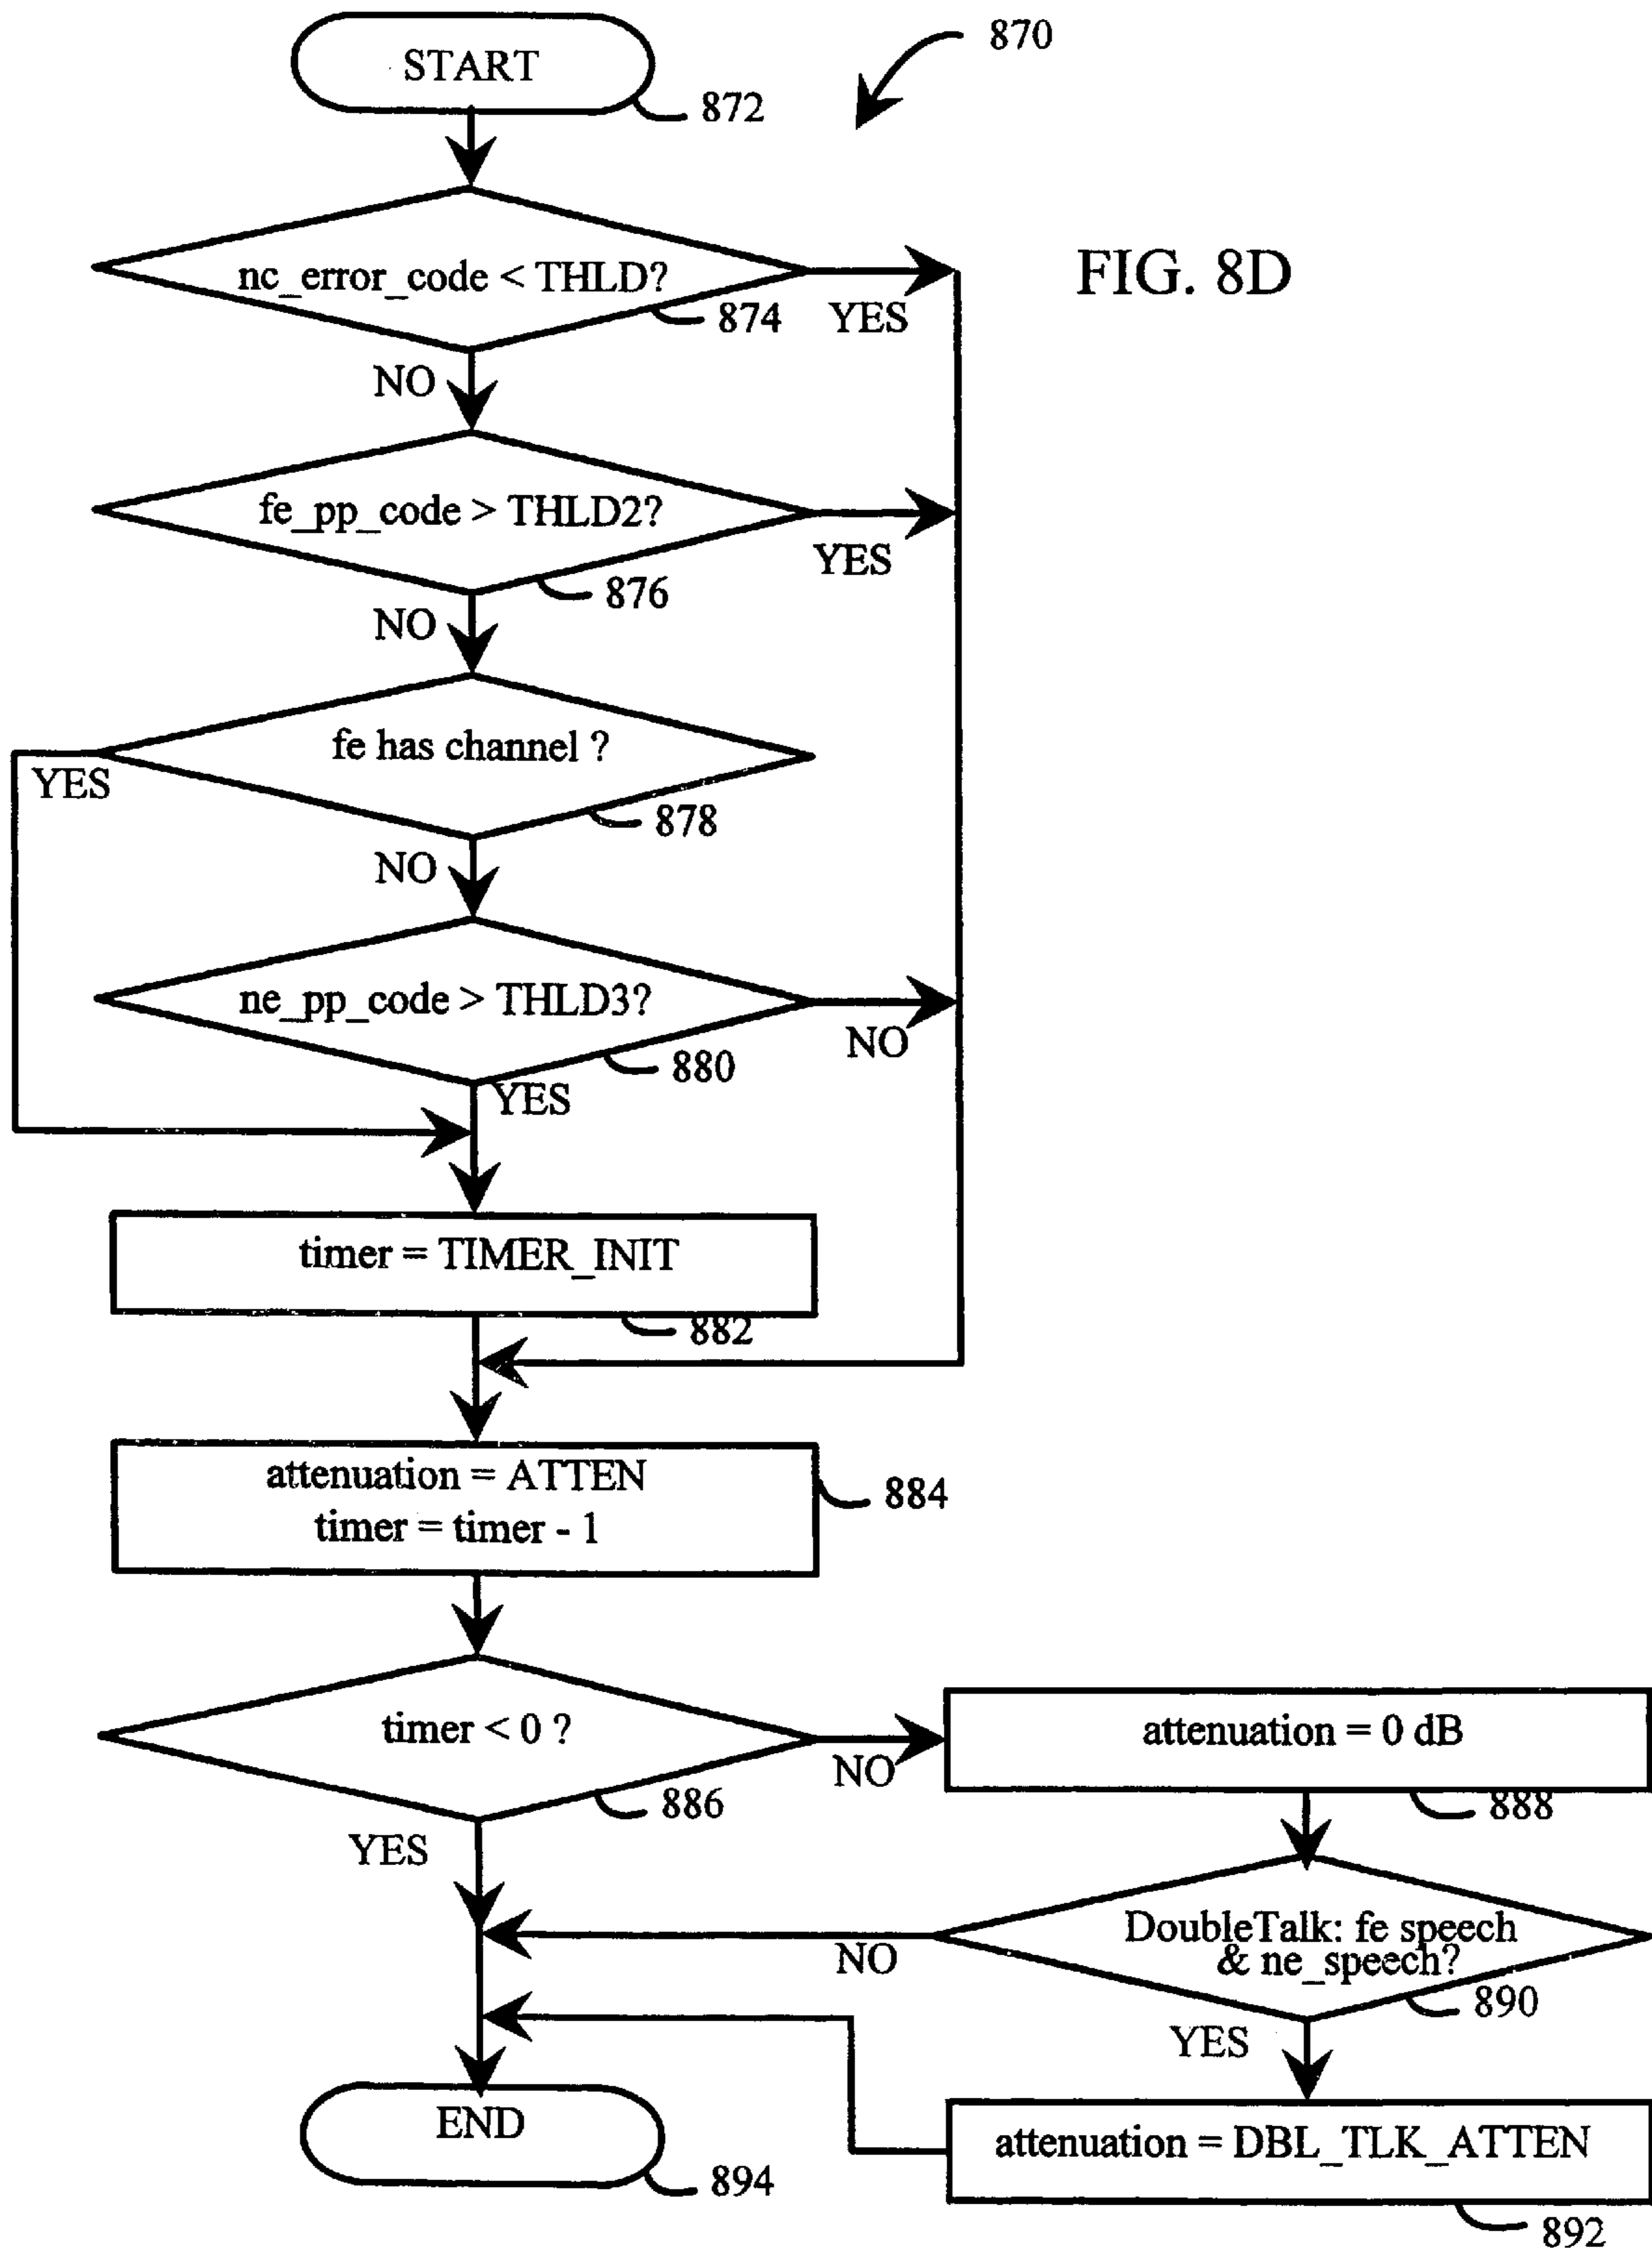 870
START
872
FIG. 8D
nc_error_code < THLD?
874
YES
NO
fe_pp_code > THLD2?
YES
876
NO
fe has channel ?
YES
878
NO
ne_pp_code > THLD3?
NO
880
YES
timer = TIMER_INIT
882
attenuation = ATTEN
timer = timer - 1
884
timer < 0 ?
NO
886
YES
attenuation = 0 dB
888
DoubleTalk: fe speech
& ne_speech?
NO
890
YES
attenuation = DBL_TLK_ATTEN
892
END
894